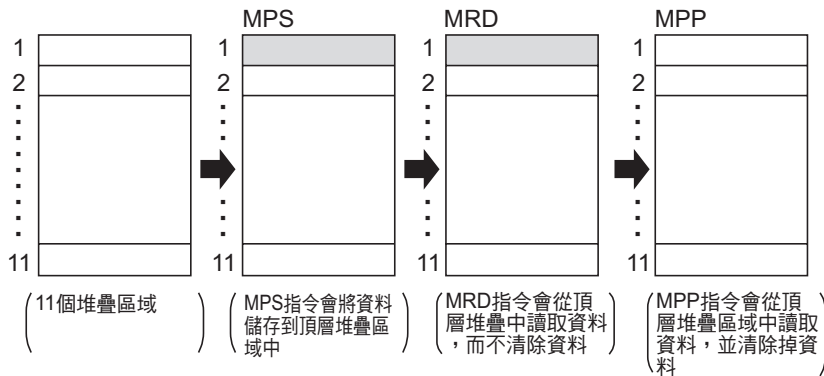 MPS
MRD
MPP
1
2
11
1
2
11
1
2
11
1
2
11
(11個堆疊區域)
(MPS指令會將資料
儲存到頂層堆疊區
域中)
(MRD指令會從頂
層堆疊中讀取資料
，而不清除資料)
(MPP指令會從頂
層堆疊區域中讀取
資料，並清除掉資
料)